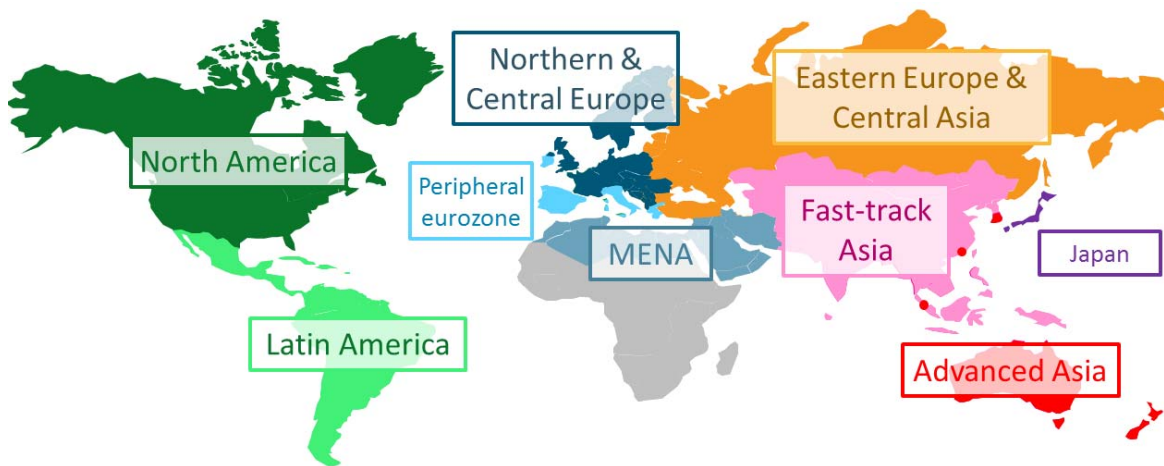 Northern &
Central Europe
Eastern Europe &
Central Asia
North America
Peripheral
eurozone
Fast-track
Asia
MENA
Japan
Latin America
Advanced Asia